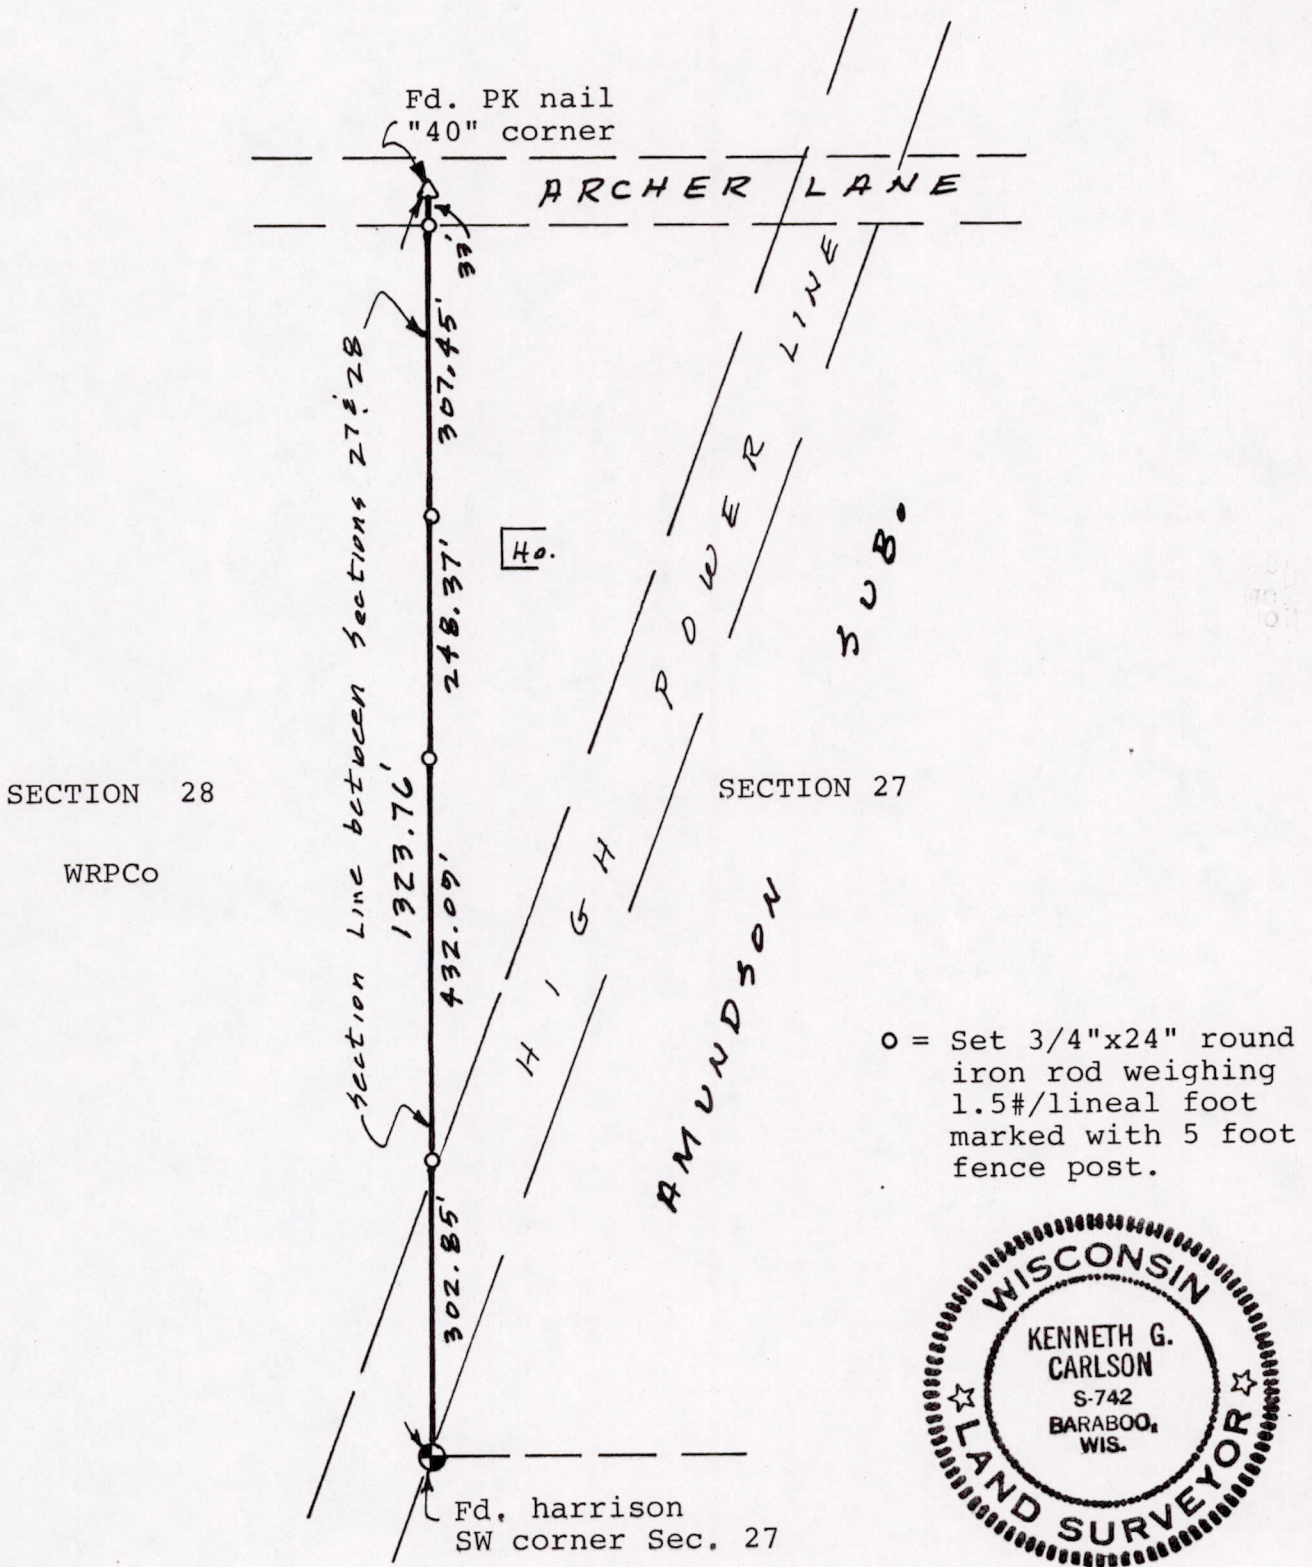 Fd. PK nail
"40" corner
ARCHER LANE
33'
307.45'
Section Line between Sections 27 & 28
HIGH POWER LINE
Ho.
248.37'
SUB.
SECTION 28
SECTION 27
WRPCo
1323.76'
432.09'
AMUNDSON
o = Set 3/4"x24" round
iron rod weighing
1.5#/lineal foot
marked with 5 foot
fence post.
302.85'
WISCONSIN
KENNETH G.
CARLSON
S-742
BARABOO,
WIS.
LAND SURVEYOR
Fd. harrison
SW corner Sec. 27